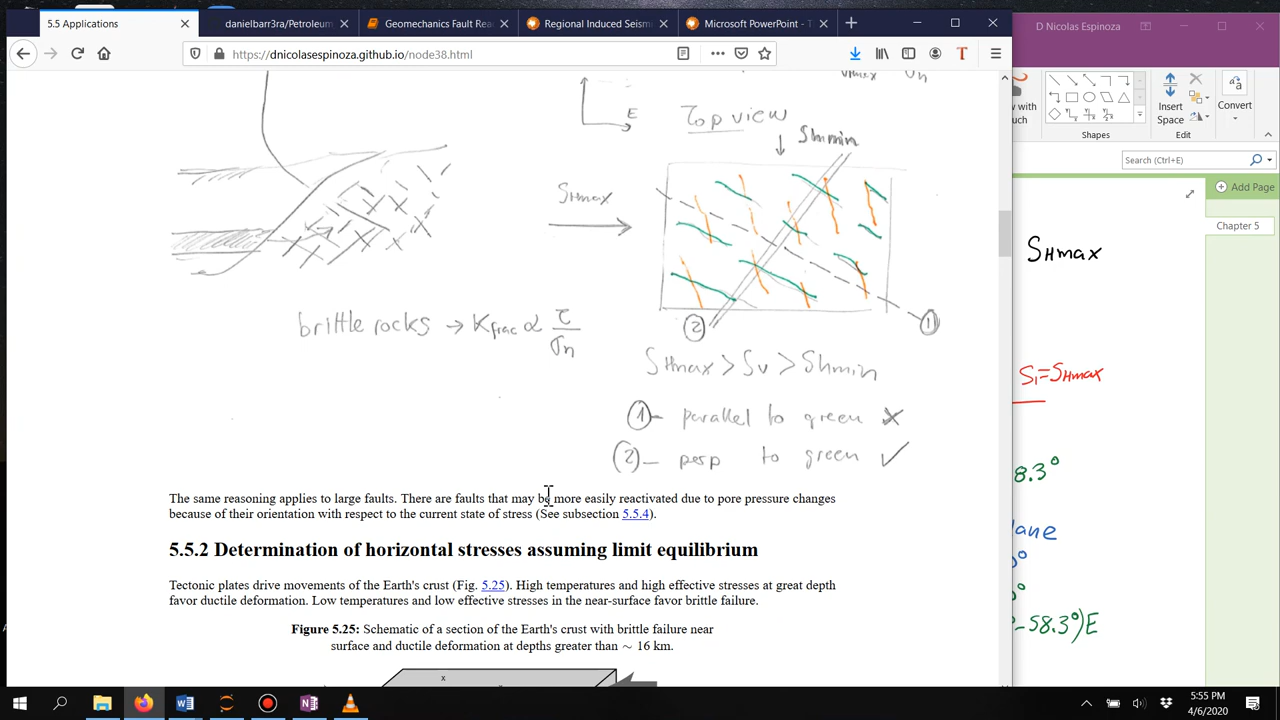 5.5 Applications
danielbarr3ra/Petroleum
Geomechanics Fault Rea
Regional Induced Seism
Microsoft PowerPoint - T
D Nicolas Espinoza
https://dnicolasespinoza.github.io/node38.html
Insert
Space
Convert
Shapes
Edit
Search (Ctrl+E)
Add Page
Chapter 5
E
Top view
Shmin
SHmax
SHmax
brittle rocks → Kfrac ∝ τ/σn
②
①
SHmax > Sv > Shmin
①- parallel to green ✗
②- perp to green ✓
S1=SHmax
8.3°
lane
-58.3°)E
The same reasoning applies to large faults. There are faults that may be more easily reactivated due to pore pressure changes
because of their orientation with respect to the current state of stress (See subsection 5.5.4).
5.5.2 Determination of horizontal stresses assuming limit equilibrium
Tectonic plates drive movements of the Earth's crust (Fig. 5.25). High temperatures and high effective stresses at great depth
favor ductile deformation. Low temperatures and low effective stresses in the near-surface favor brittle failure.
Figure 5.25: Schematic of a section of the Earth's crust with brittle failure near
surface and ductile deformation at depths greater than ~ 16 km.
x
5:55 PM
4/6/2020